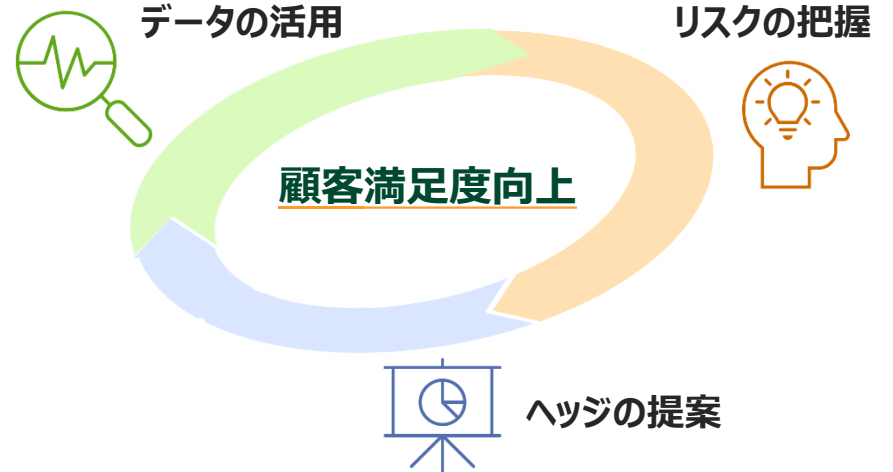 データの活用
リスクの把握
顧客満足度向上
ヘッジの提案